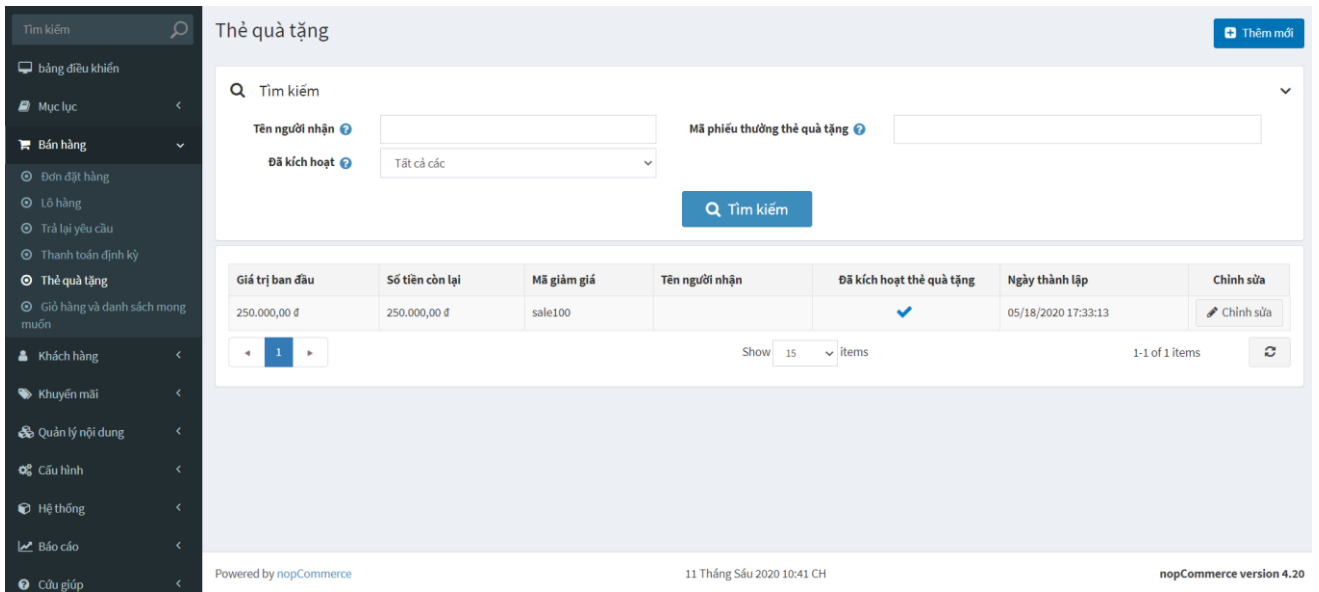 Tìm kiếm
bảng điều khiển
Mục lục
Bán hàng
Đơn đặt hàng
Lô hàng
Trả lại yêu cầu
Thanh toán định kỳ
Thẻ quà tặng
Giỏ hàng và danh sách mong
muốn
Khách hàng
Khuyến mãi
Quản lý nội dung
Cấu hình
Hệ thống
Báo cáo
Cứu giúp
Thẻ quà tặng
Thêm mới
Tìm kiếm
Tên người nhận
Mã phiếu thưởng thẻ quà tặng
Đã kích hoạt Tất cả các
Tìm kiếm
Giá trị ban đầu Số tiền còn lại Mã giảm giá Tên người nhận Đã kích hoạt thẻ quà tặng Ngày thành lập Chỉnh sửa
250.000,00 đ 250.000,00 đ sale100 05/18/2020 17:33:13 Chỉnh sửa
1 Show 15 items 1-1 of 1 items
Powered by nopCommerce 11 Tháng Sáu 2020 10:41 CH nopCommerce version 4.20